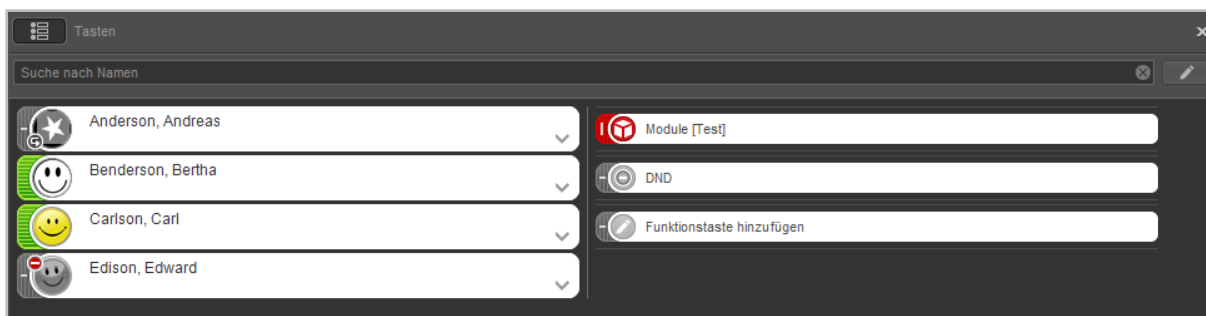 Tasten
Suche nach Namen
Anderson, Andreas
Benderson, Bertha
Carlson, Carl
Edison, Edward
Module [Test]
DND
Funktionstaste hinzufügen